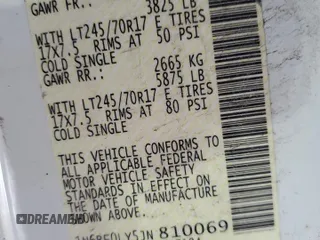 GAWR FR.: 3825 LB
WITH LT245/70R17 E TIRES
17X7.5 RIMS AT 50 PSI
COLD SINGLE
GAWR RR.: 2665 KG
5875 LB
WITH LT245/70R17 E TIRES
17X7.5 RIMS AT 80 PSI
COLD SINGLE
THIS VEHICLE CONFORMS TO
ALL APPLICABLE FEDERAL
MOTOR VEHICLE SAFETY
STANDARDS IN EFFECT ON
THE DATE OF MANUFACTURE
SHOWN ABOVE.
810069
DREAMBID